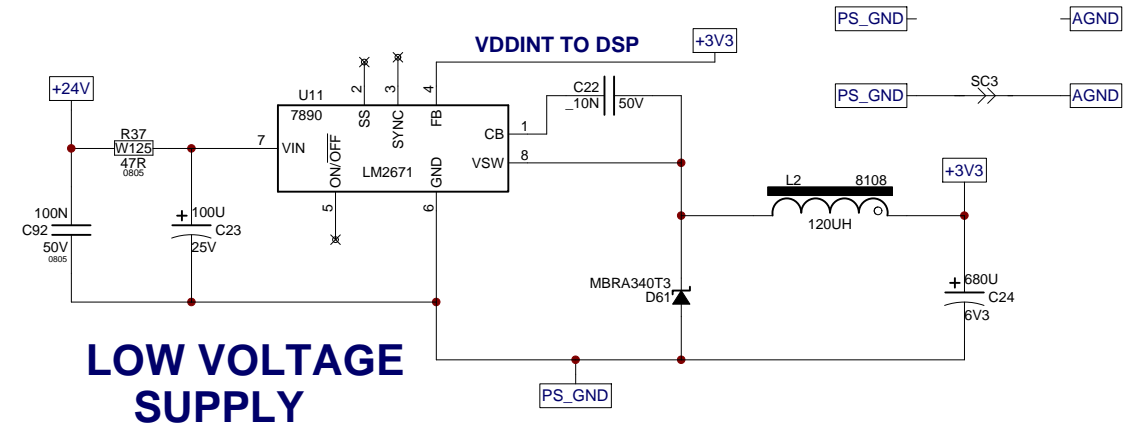 PS_GND
AGND
VDDINT TO DSP
+3V3
SC3
PS_GND
AGND
+24V
U11
7890
2
3
4
SS
SYNC
FB
C22
_10N
50V
CB
1
R37
W125
47R
0805
7
VIN
ON/OFF
LM2671
GND
VSW
8
L2
8108
120UH
+3V3
5
6
100N
C92
50V
0805
+
100U
C23
25V
MBRA340T3
D61
+
680U
C24
6V3
LOW VOLTAGE
SUPPLY
PS_GND